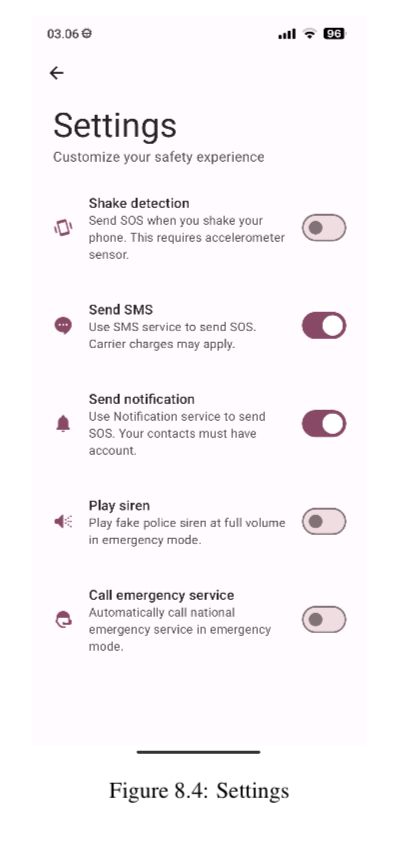 03.06
96
Settings
Customize your safety experience
Shake detection
Send SOS when you shake your
phone. This requires accelerometer
sensor.
Send SMS
Use SMS service to send SOS.
Carrier charges may apply.
Send notification
Use Notification service to send
SOS. Your contacts must have
account.
Play siren
Play fake police siren at full volume
in emergency mode.
Call emergency service
Automatically call national
emergency service in emergency
mode.
Figure 8.4: Settings